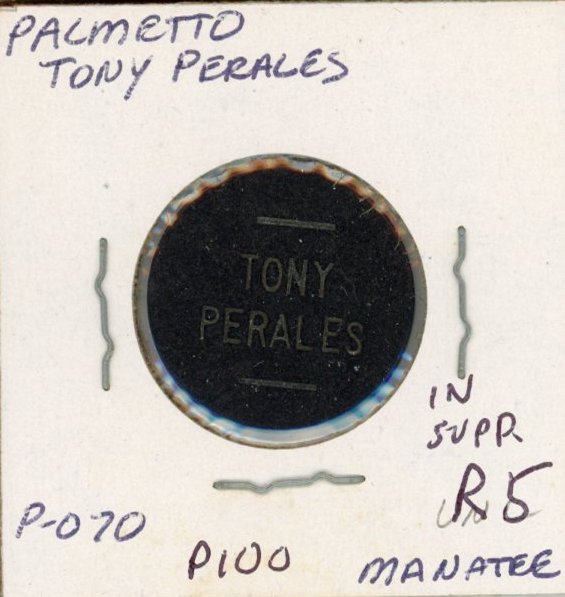 PALMETTO
TONY PERALES
TONY
PERALES
IN
SUPP.
R5
P-070
P100
MANATEE